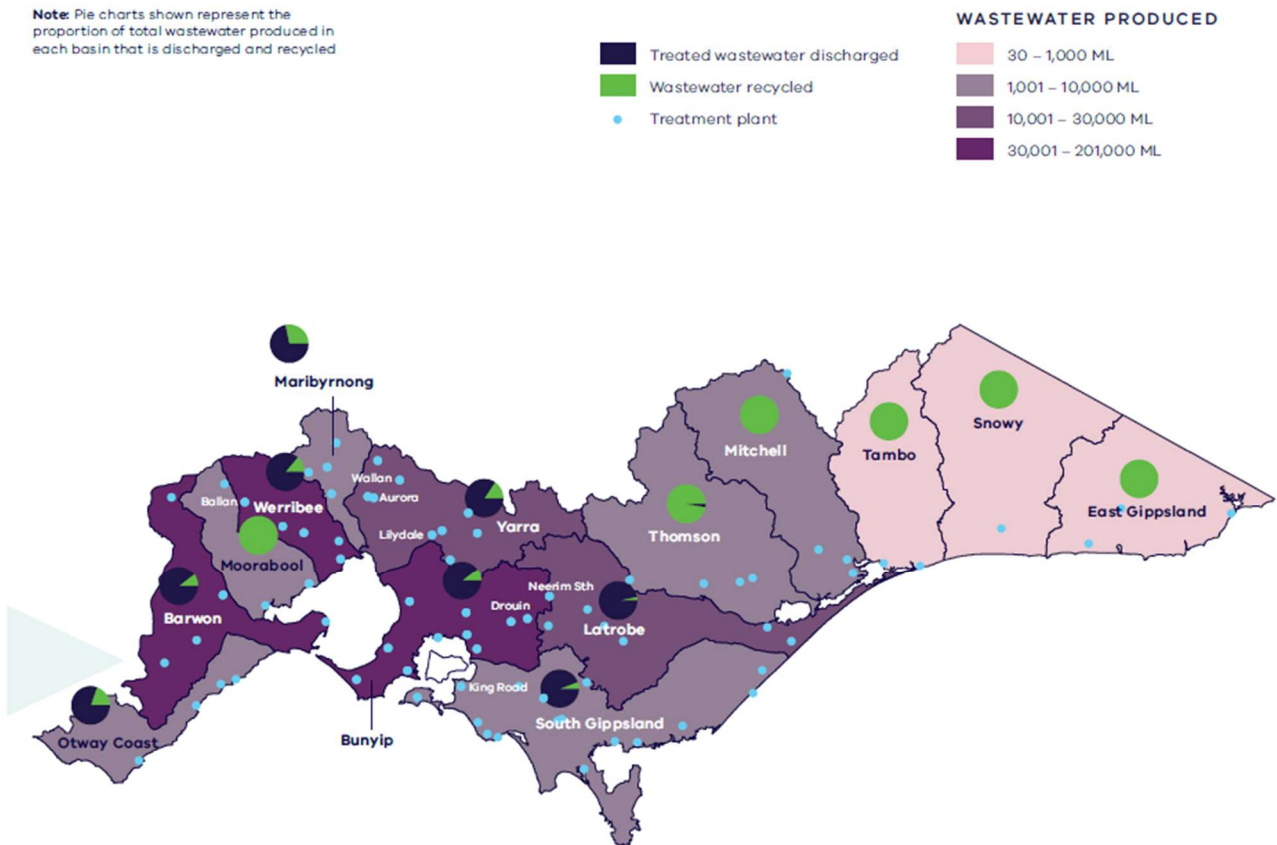 Note: Pie charts shown represent the
proportion of total wastewater produced in
each basin that is discharged and recycled
Treated wastewater discharged
Wastewater recycled
Treatment plant
WASTEWATER PRODUCED
30 – 1,000 ML
1,001 – 10,000 ML
10,001 – 30,000 ML
30,001 – 201,000 ML
Maribyrnong
Mitchell
Tambo
Snowy
East Gippsland
Wallan
Aurora
Ballan
Werribee
Yarra
Lilydale
Thomson
Moorabool
Neerim Sth
Drouin
Latrobe
Barwon
King Road
South Gippsland
Bunyip
Otway Coast